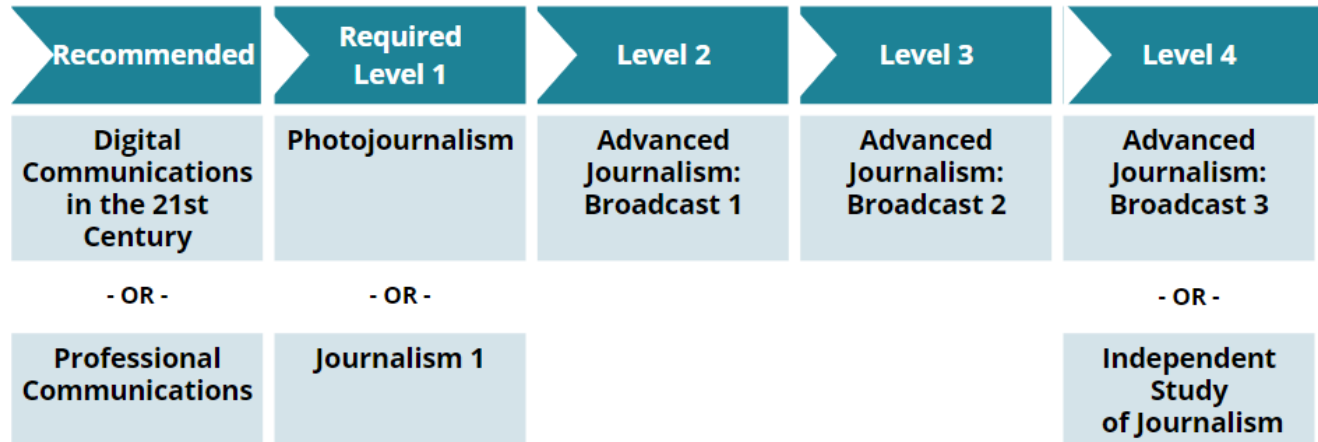 Recommended
Required
Level 1
Level 2
Level 3
Level 4
Digital
Communications
in the 21st
Century
Photojournalism
Advanced
Journalism:
Broadcast 1
Advanced
Journalism:
Broadcast 2
Advanced
Journalism:
Broadcast 3
- OR -
- OR -
- OR -
Professional
Communications
Journalism 1
Independent
Study
of Journalism